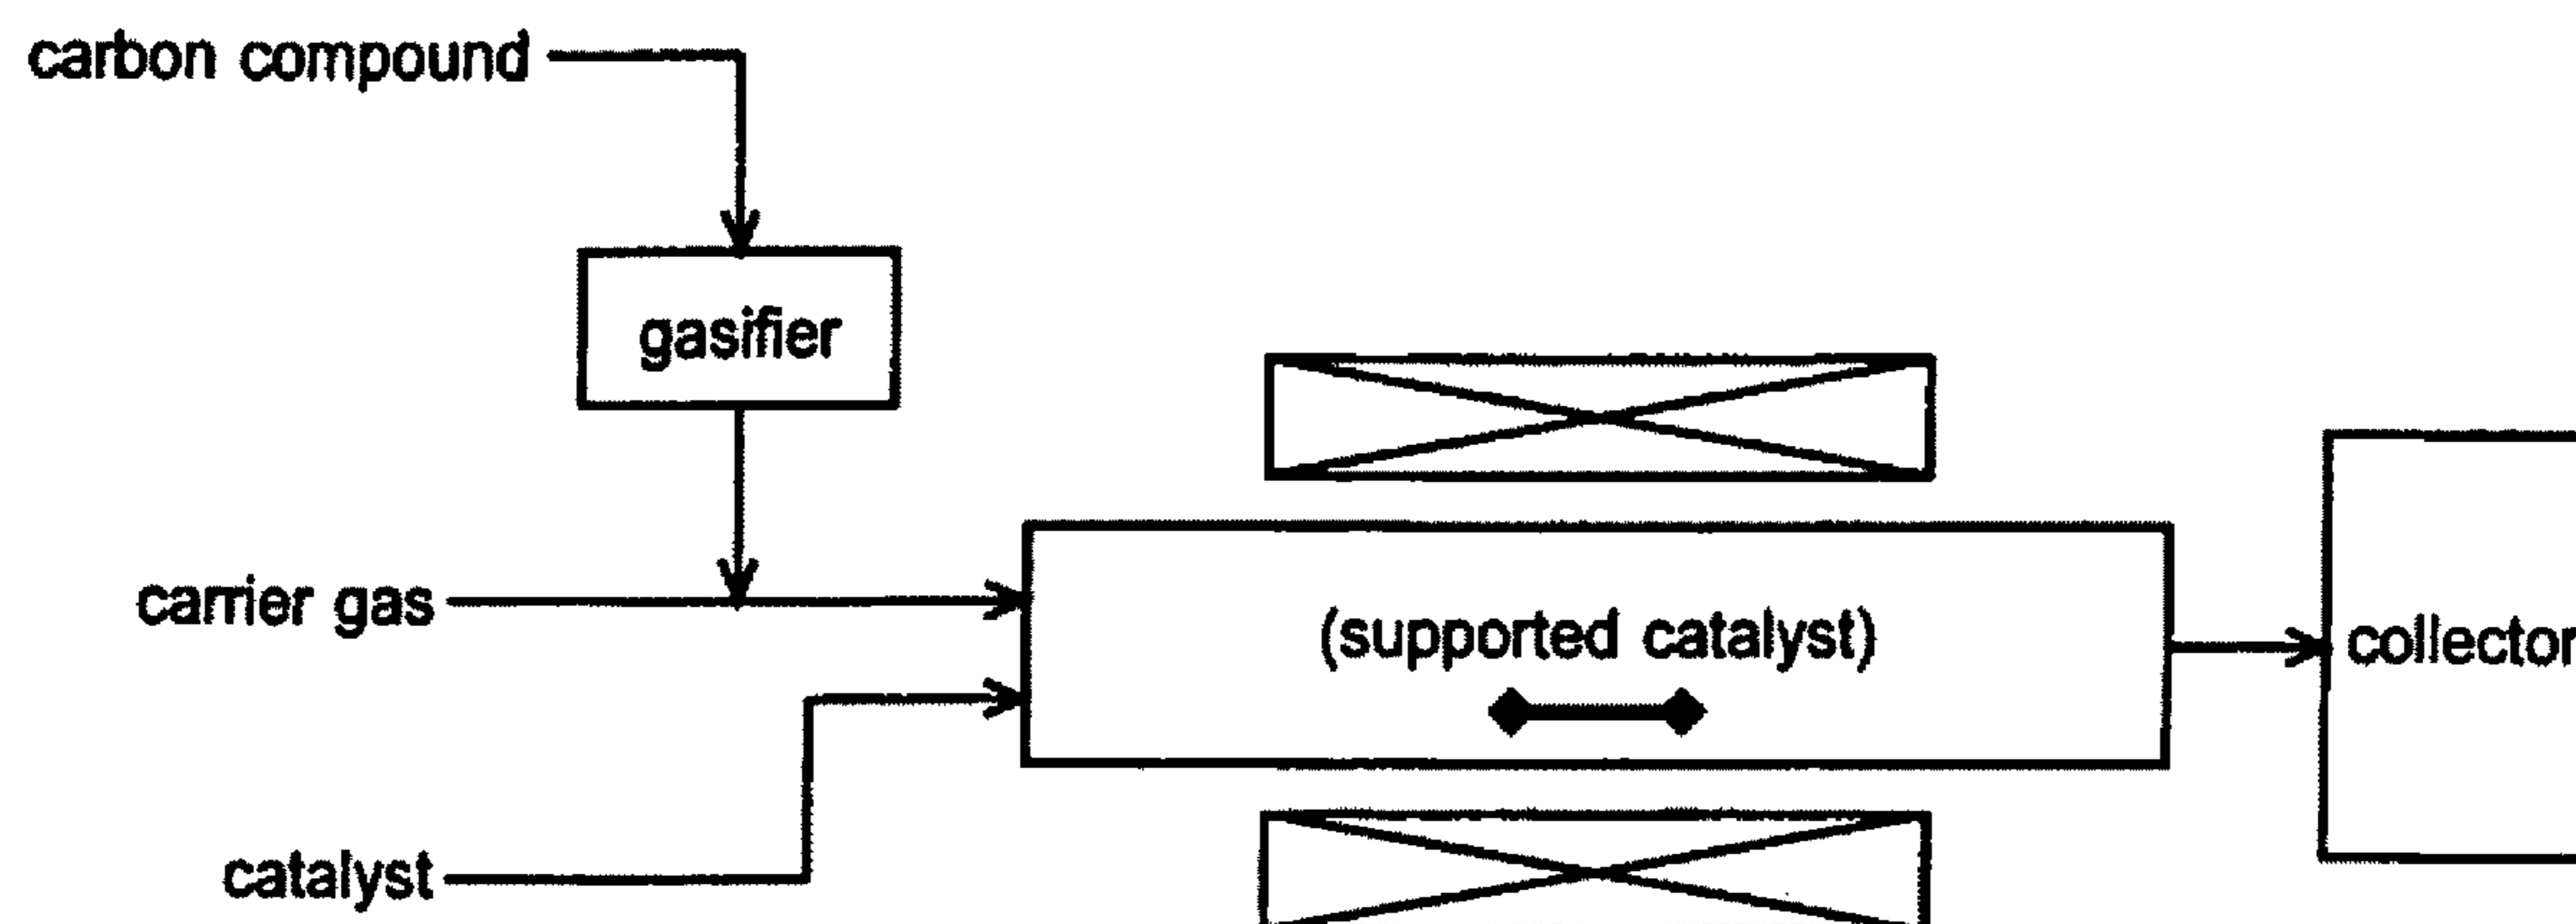 carbon compound
gasifier
carrier gas
(supported catalyst)
collector
catalyst